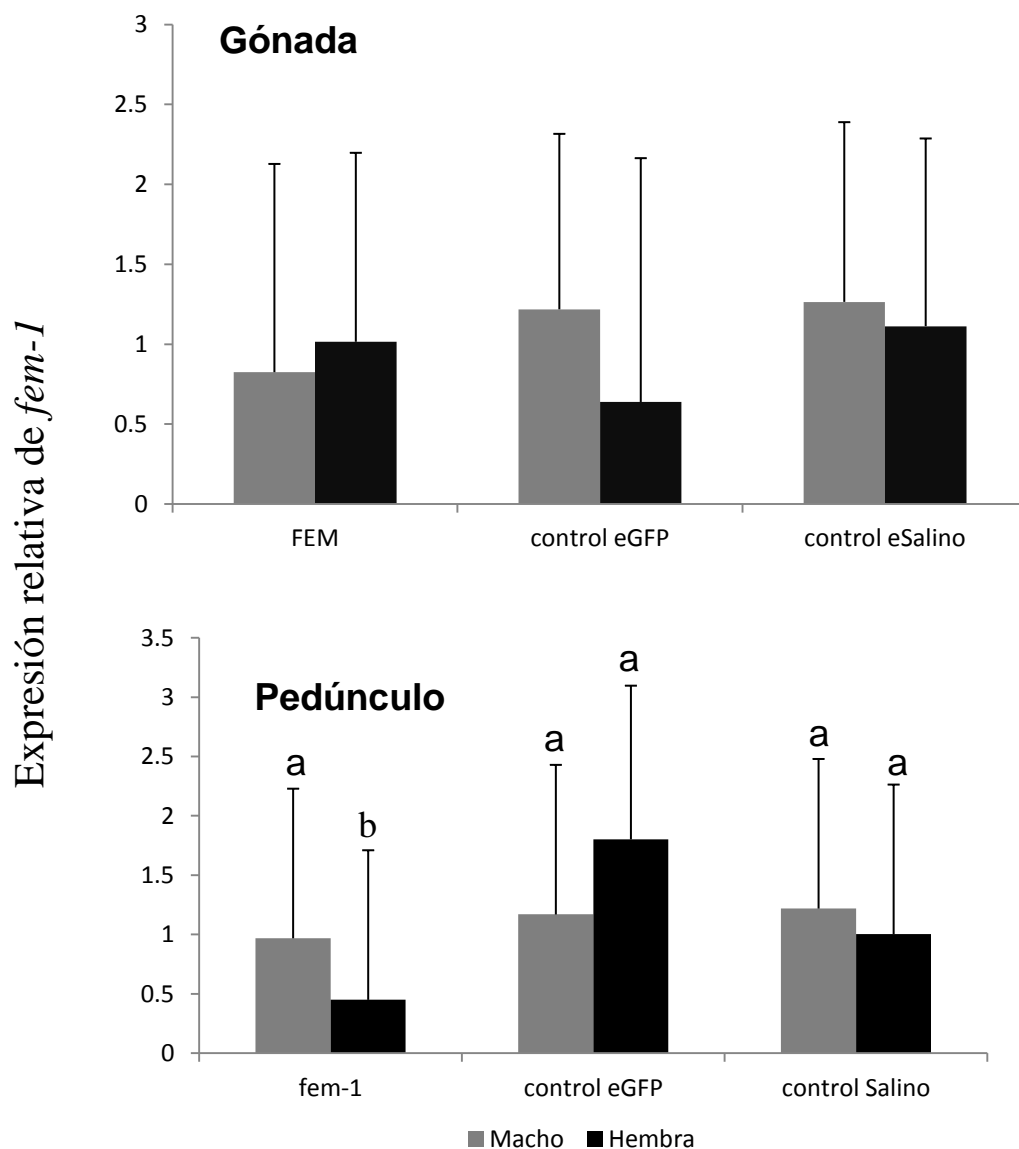 Expresión relativa de fem-1
Gónada
3
2.5
2
1.5
1
0.5
0
FEM control eGFP control eSalino
Pedúnculo
3.5
3
2.5
2
1.5
1
0.5
0
a b a a a a
fem-1 control eGFP control Salino
Macho Hembra